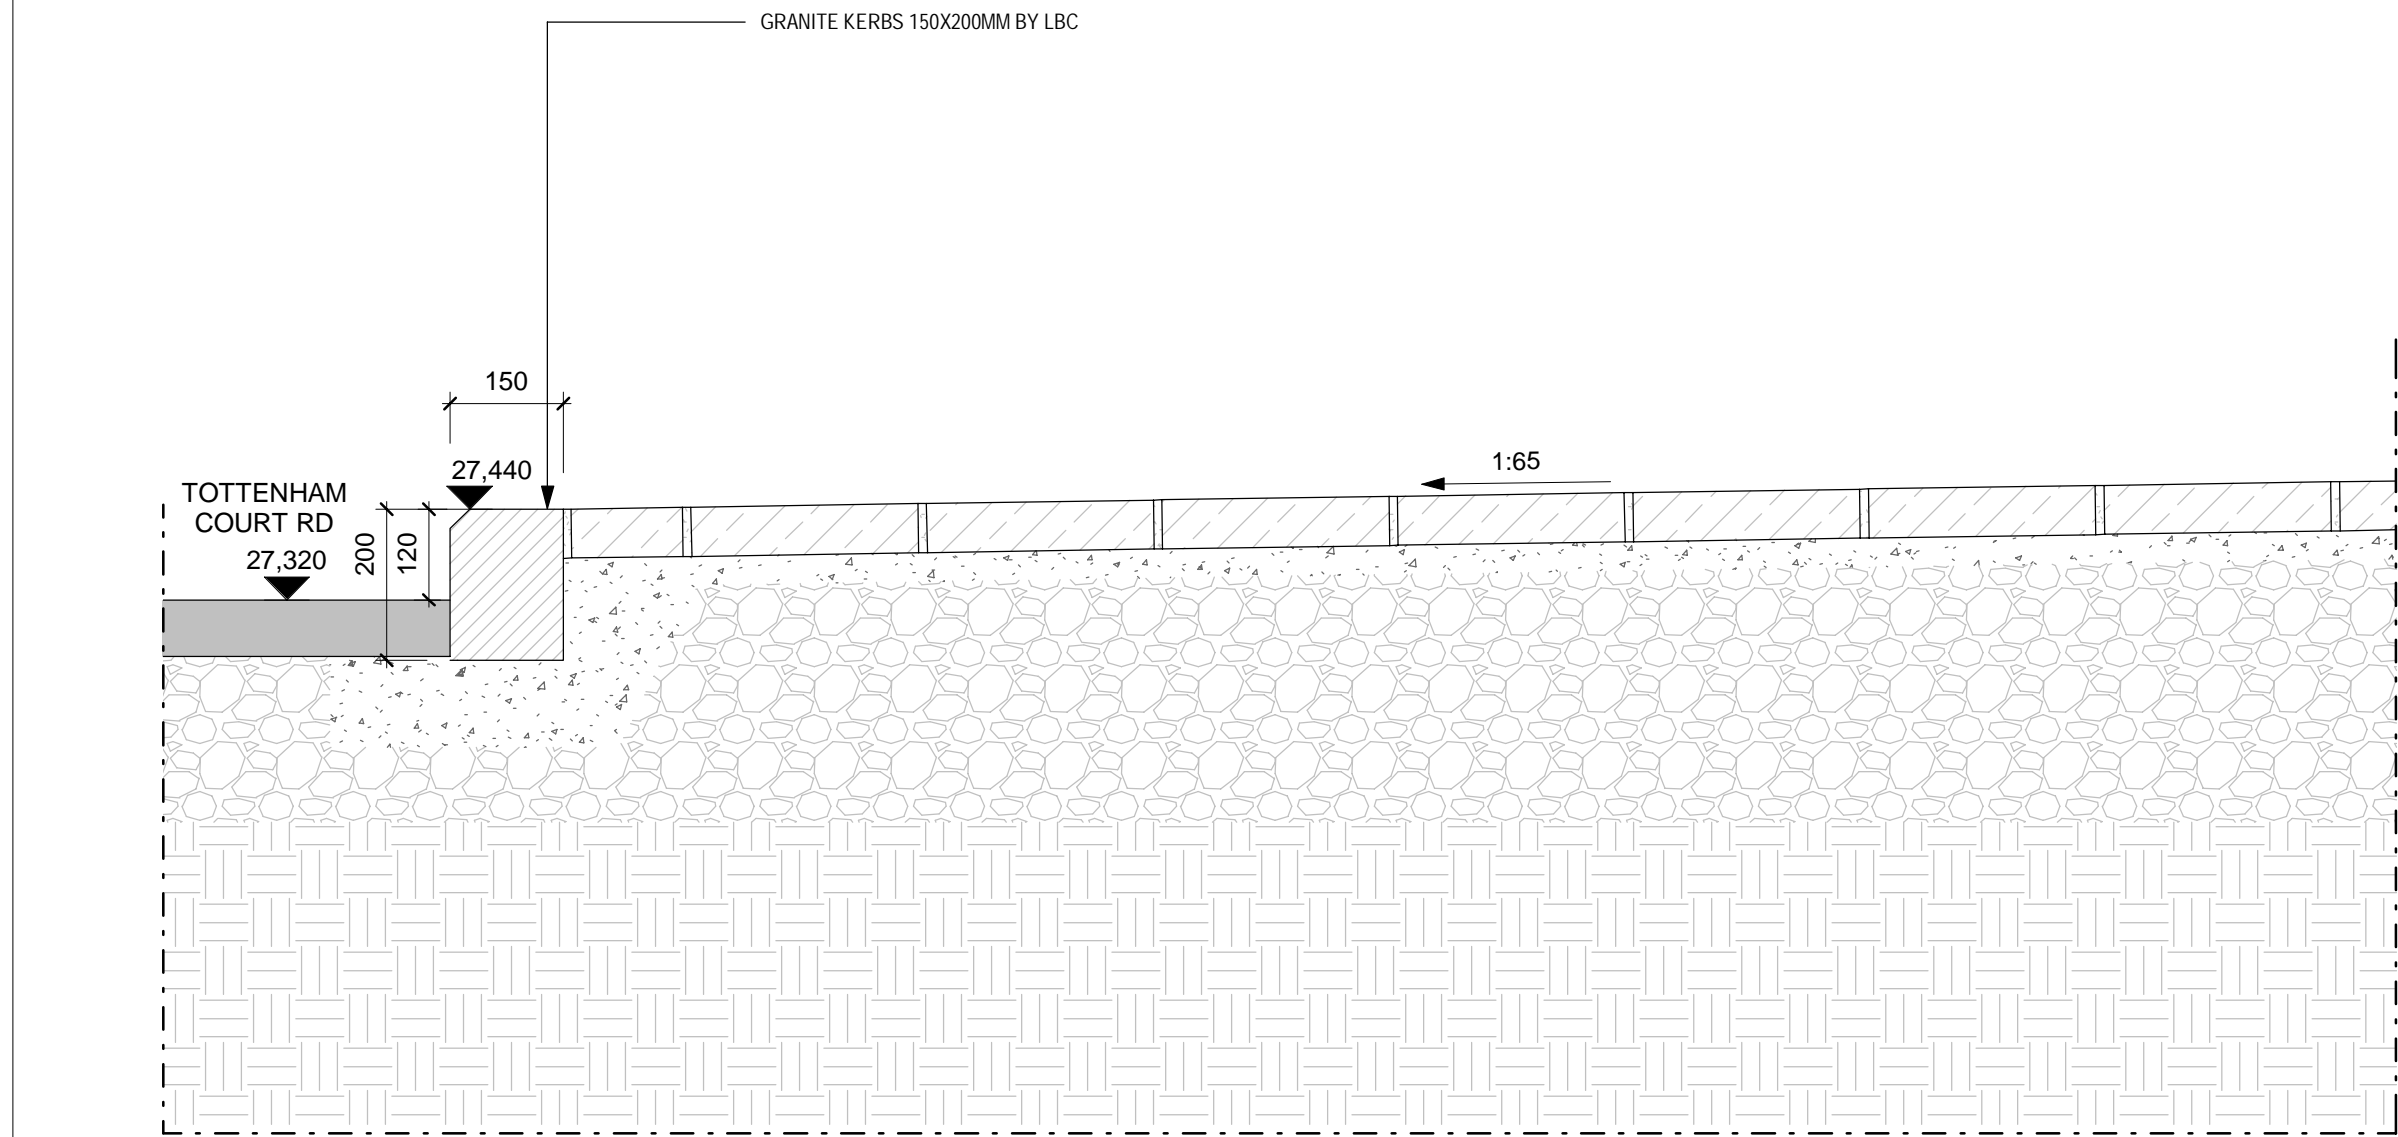 GRANITE KERBS 150X200MM BY LBC
150
27,440
1:65
TOTTENHAM
COURT RD
27,320
200
120